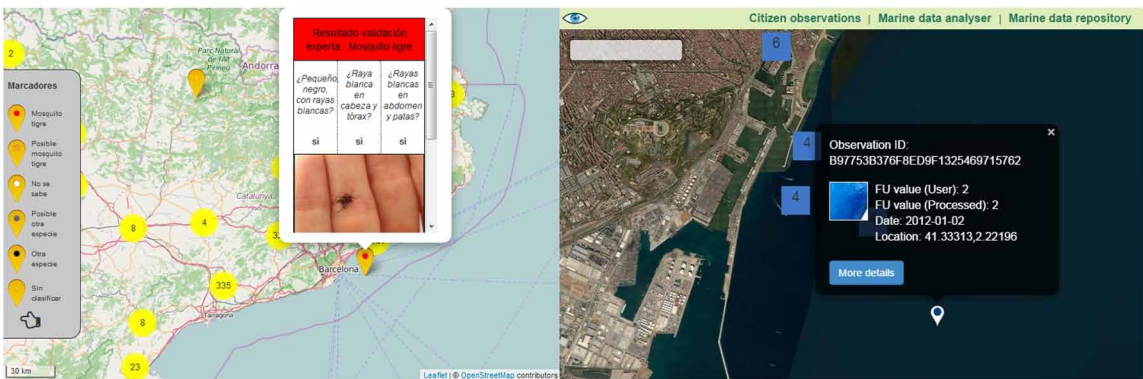 2
Parc Natural
de l'Alt
Pirineu
Andorra
Marcadores
Mosquito
tigre
Posible
mosquito
tigre
No se
sabe
Posible
otra
especie
Otra
especie
Sin
clasificar
30 km
Resultado validación
experta : Mosquito tigre
¿Pequeño,
negro,
con rayas
blancas?
si
¿Raya
blanca
en
cabeza y
tórax?
si
¿Rayas
blancas
en
abdomen
y patas?
si
Catalunya
8
4
335
Barcelona
Tarragona
8
23
Leaflet | © OpenStreetMap contributors
Citizen observations | Marine data analyser | Marine data repository
6
4
4
×
Observation ID:
B97753B376F8ED9F1325469715762
FU value (User): 2
FU value (Processed): 2
Date: 2012-01-02
Location: 41.33313,2.22196
More details